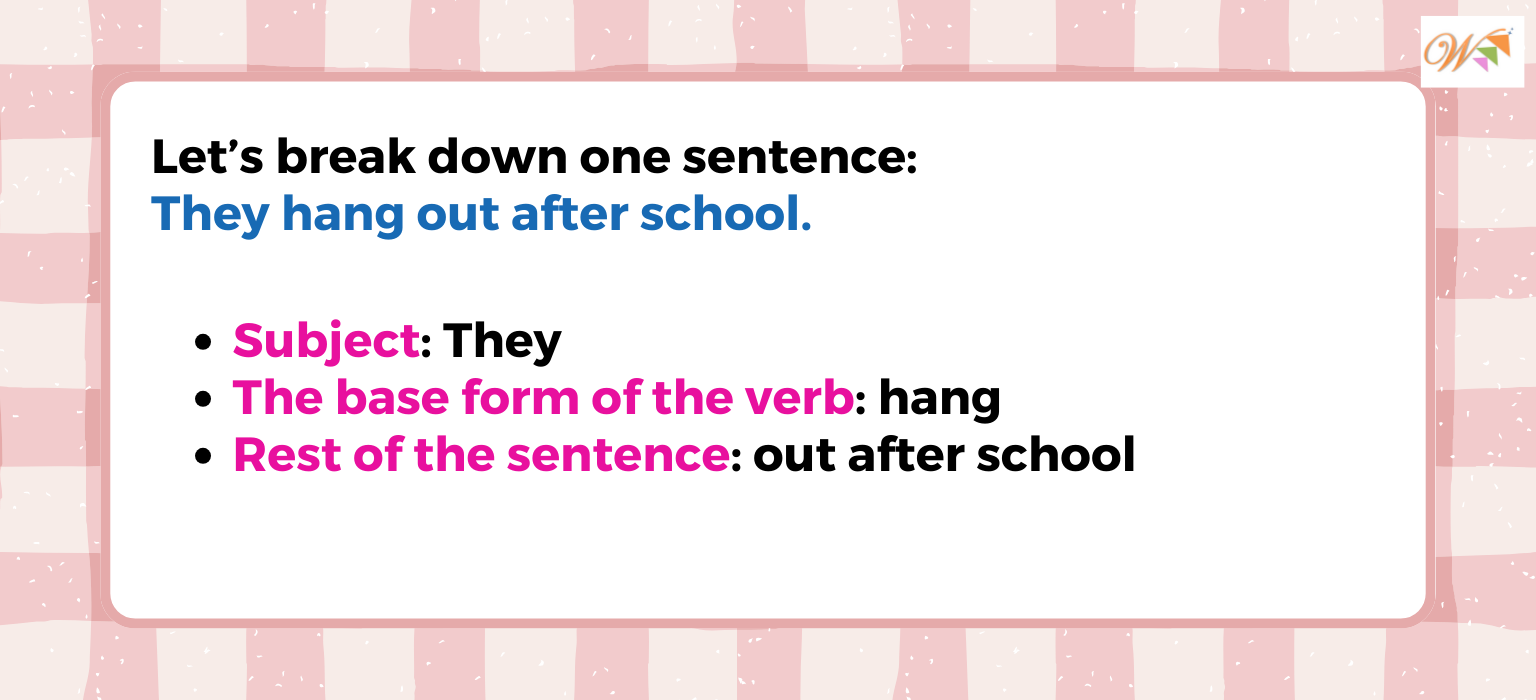 W
Let’s break down one sentence:
They hang out after school.
• Subject: They
• The base form of the verb: hang
• Rest of the sentence: out after school